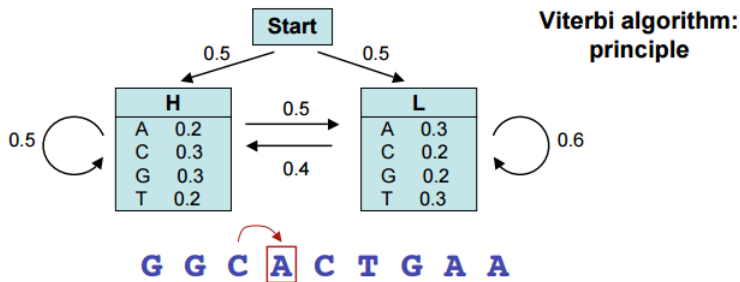 Viterbi algorithm:
principle
Start
0.5 0.5
H
A 0.2
C 0.3
G 0.3
T 0.2
0.5
0.5
0.4
L
A 0.3
C 0.2
G 0.2
T 0.3
0.6
G G C A C T G A A